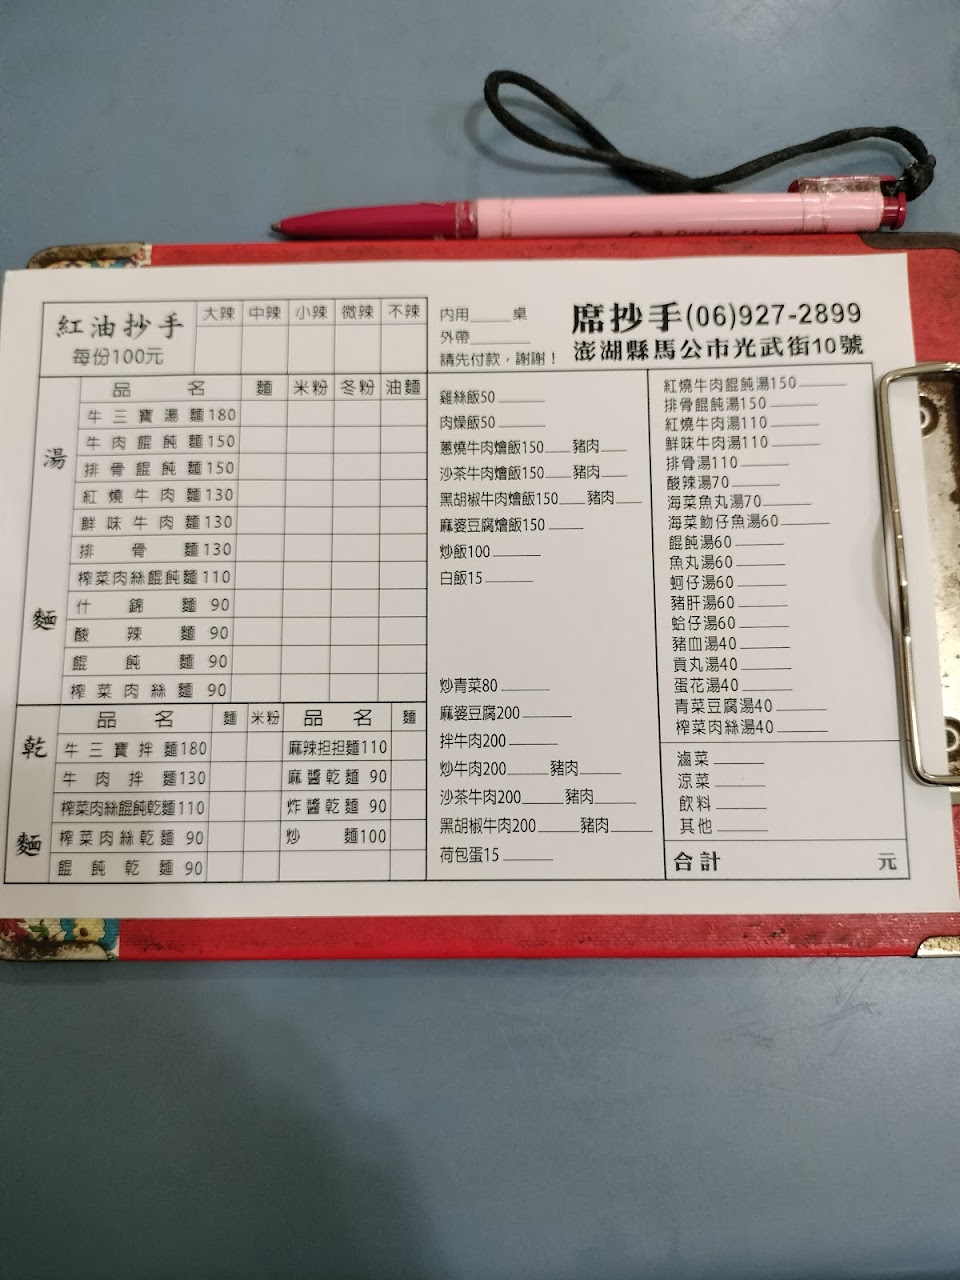 紅油抄手
每份100元
大辣 中辣 小辣 微辣 不辣
內用 桌
外帶
請先付款，謝謝！
席抄手(06)927-2899
澎湖縣馬公市光武街10號
湯麵
品名 麵 米粉 冬粉 油麵
牛三寶湯麵180
牛肉餛飩麵150
排骨餛飩麵150
紅燒牛肉麵130
鮮味牛肉麵130
排骨麵130
榨菜肉絲餛飩麵110
什錦麵90
酸辣麵90
餛飩麵90
榨菜肉絲麵90
乾麵
品名 麵 米粉 品名 麵
牛三寶拌麵180 麻辣担担麵110
牛肉拌麵130 麻醬乾麵90
榨菜肉絲餛飩乾麵110 炸醬乾麵90
榨菜肉絲乾麵90 炒麵100
餛飩乾麵90
雞絲飯50
肉燥飯50
蔥燒牛肉燴飯150 豬肉
沙茶牛肉燴飯150 豬肉
黑胡椒牛肉燴飯150 豬肉
麻婆豆腐燴飯150
炒飯100
白飯15
炒青菜80
麻婆豆腐200
拌牛肉200
炒牛肉200 豬肉
沙茶牛肉200 豬肉
黑胡椒牛肉200 豬肉
荷包蛋15
紅燒牛肉餛飩湯150
排骨餛飩湯150
紅燒牛肉湯110
鮮味牛肉湯110
排骨湯110
酸辣湯70
海菜魚丸湯70
海菜魩仔魚湯60
餛飩湯60
魚丸湯60
蚵仔湯60
豬肝湯60
蛤仔湯60
豬血湯40
貢丸湯40
蛋花湯40
青菜豆腐湯40
榨菜肉絲湯40
滷菜
涼菜
飲料
其他
合計 元